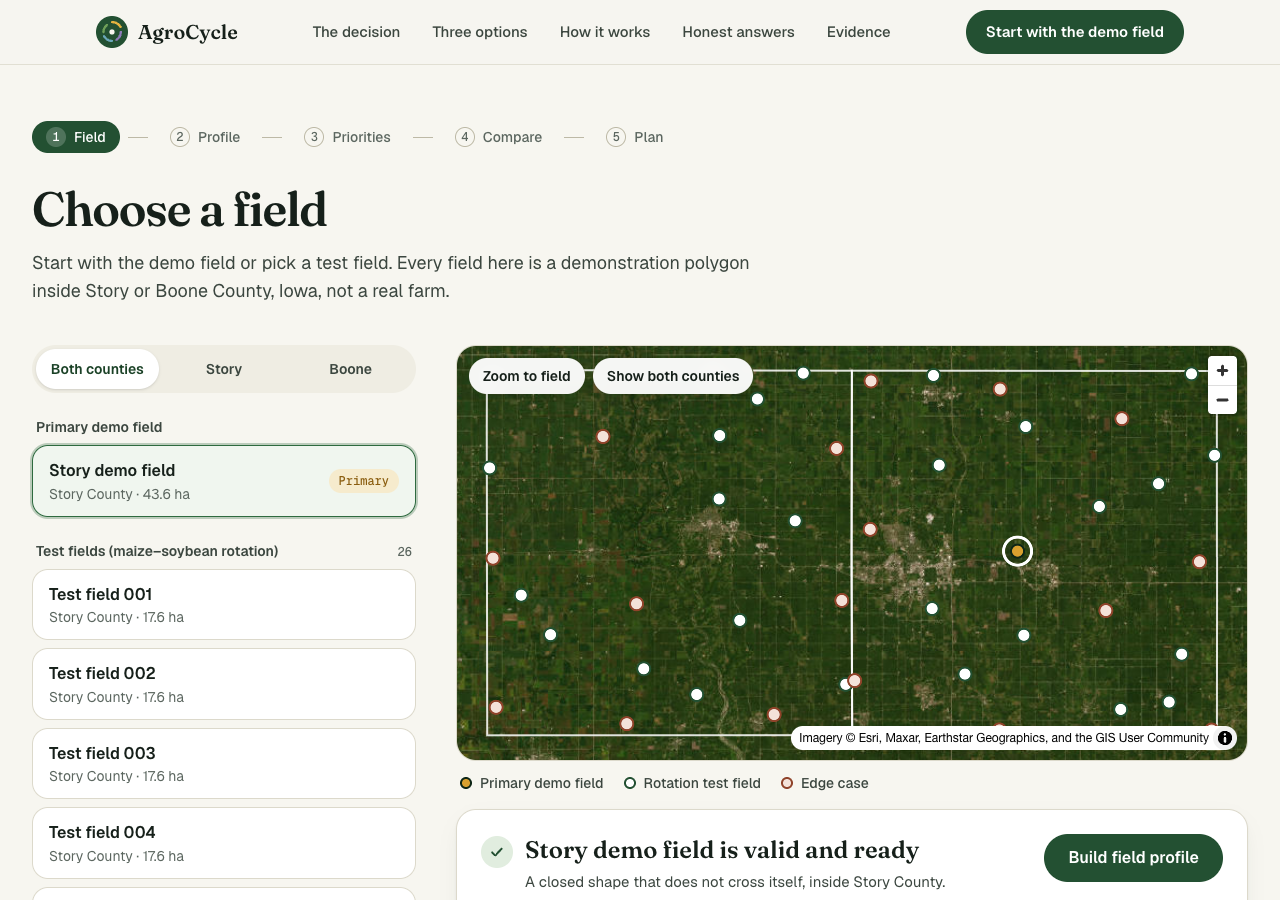 AgroCycle
The decision
Three options
How it works
Honest answers
Evidence
Start with the demo field
1 Field
2 Profile
3 Priorities
4 Compare
5 Plan
Choose a field
Start with the demo field or pick a test field. Every field here is a demonstration polygon
inside Story or Boone County, Iowa, not a real farm.
Both counties
Story
Boone
Primary demo field
Story demo field
Story County · 43.6 ha
Primary
Test fields (maize–soybean rotation)
26
Test field 001
Story County · 17.6 ha
Test field 002
Story County · 17.6 ha
Test field 003
Story County · 17.6 ha
Test field 004
Story County · 17.6 ha
Zoom to field
Show both counties
Imagery © Esri, Maxar, Earthstar Geographics, and the GIS User Community
Primary demo field
Rotation test field
Edge case
Story demo field is valid and ready
A closed shape that does not cross itself, inside Story County.
Build field profile